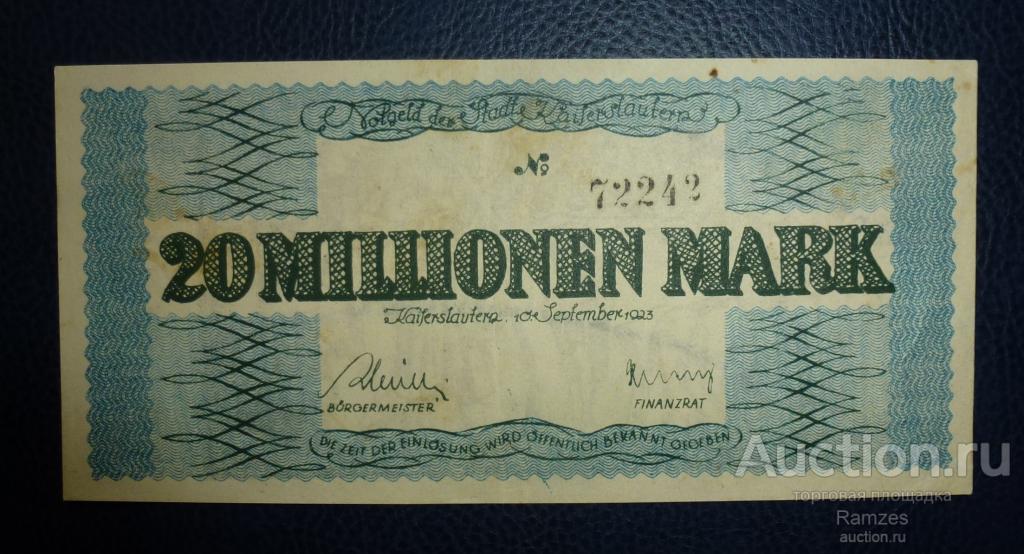 Notgeld der Stadt Kaiserslautern
No
72242
20 MILLIONEN MARK
Kaiserslautern, 10. September 1923
BÜRGERMEISTER
FINANZRAT
DIE ZEIT DER EINLÖSUNG WIRD ÖFFENTLICH BEKANNT GEGEBEN
Auction.ru
торговая площадка
Ramzes
auction.ru